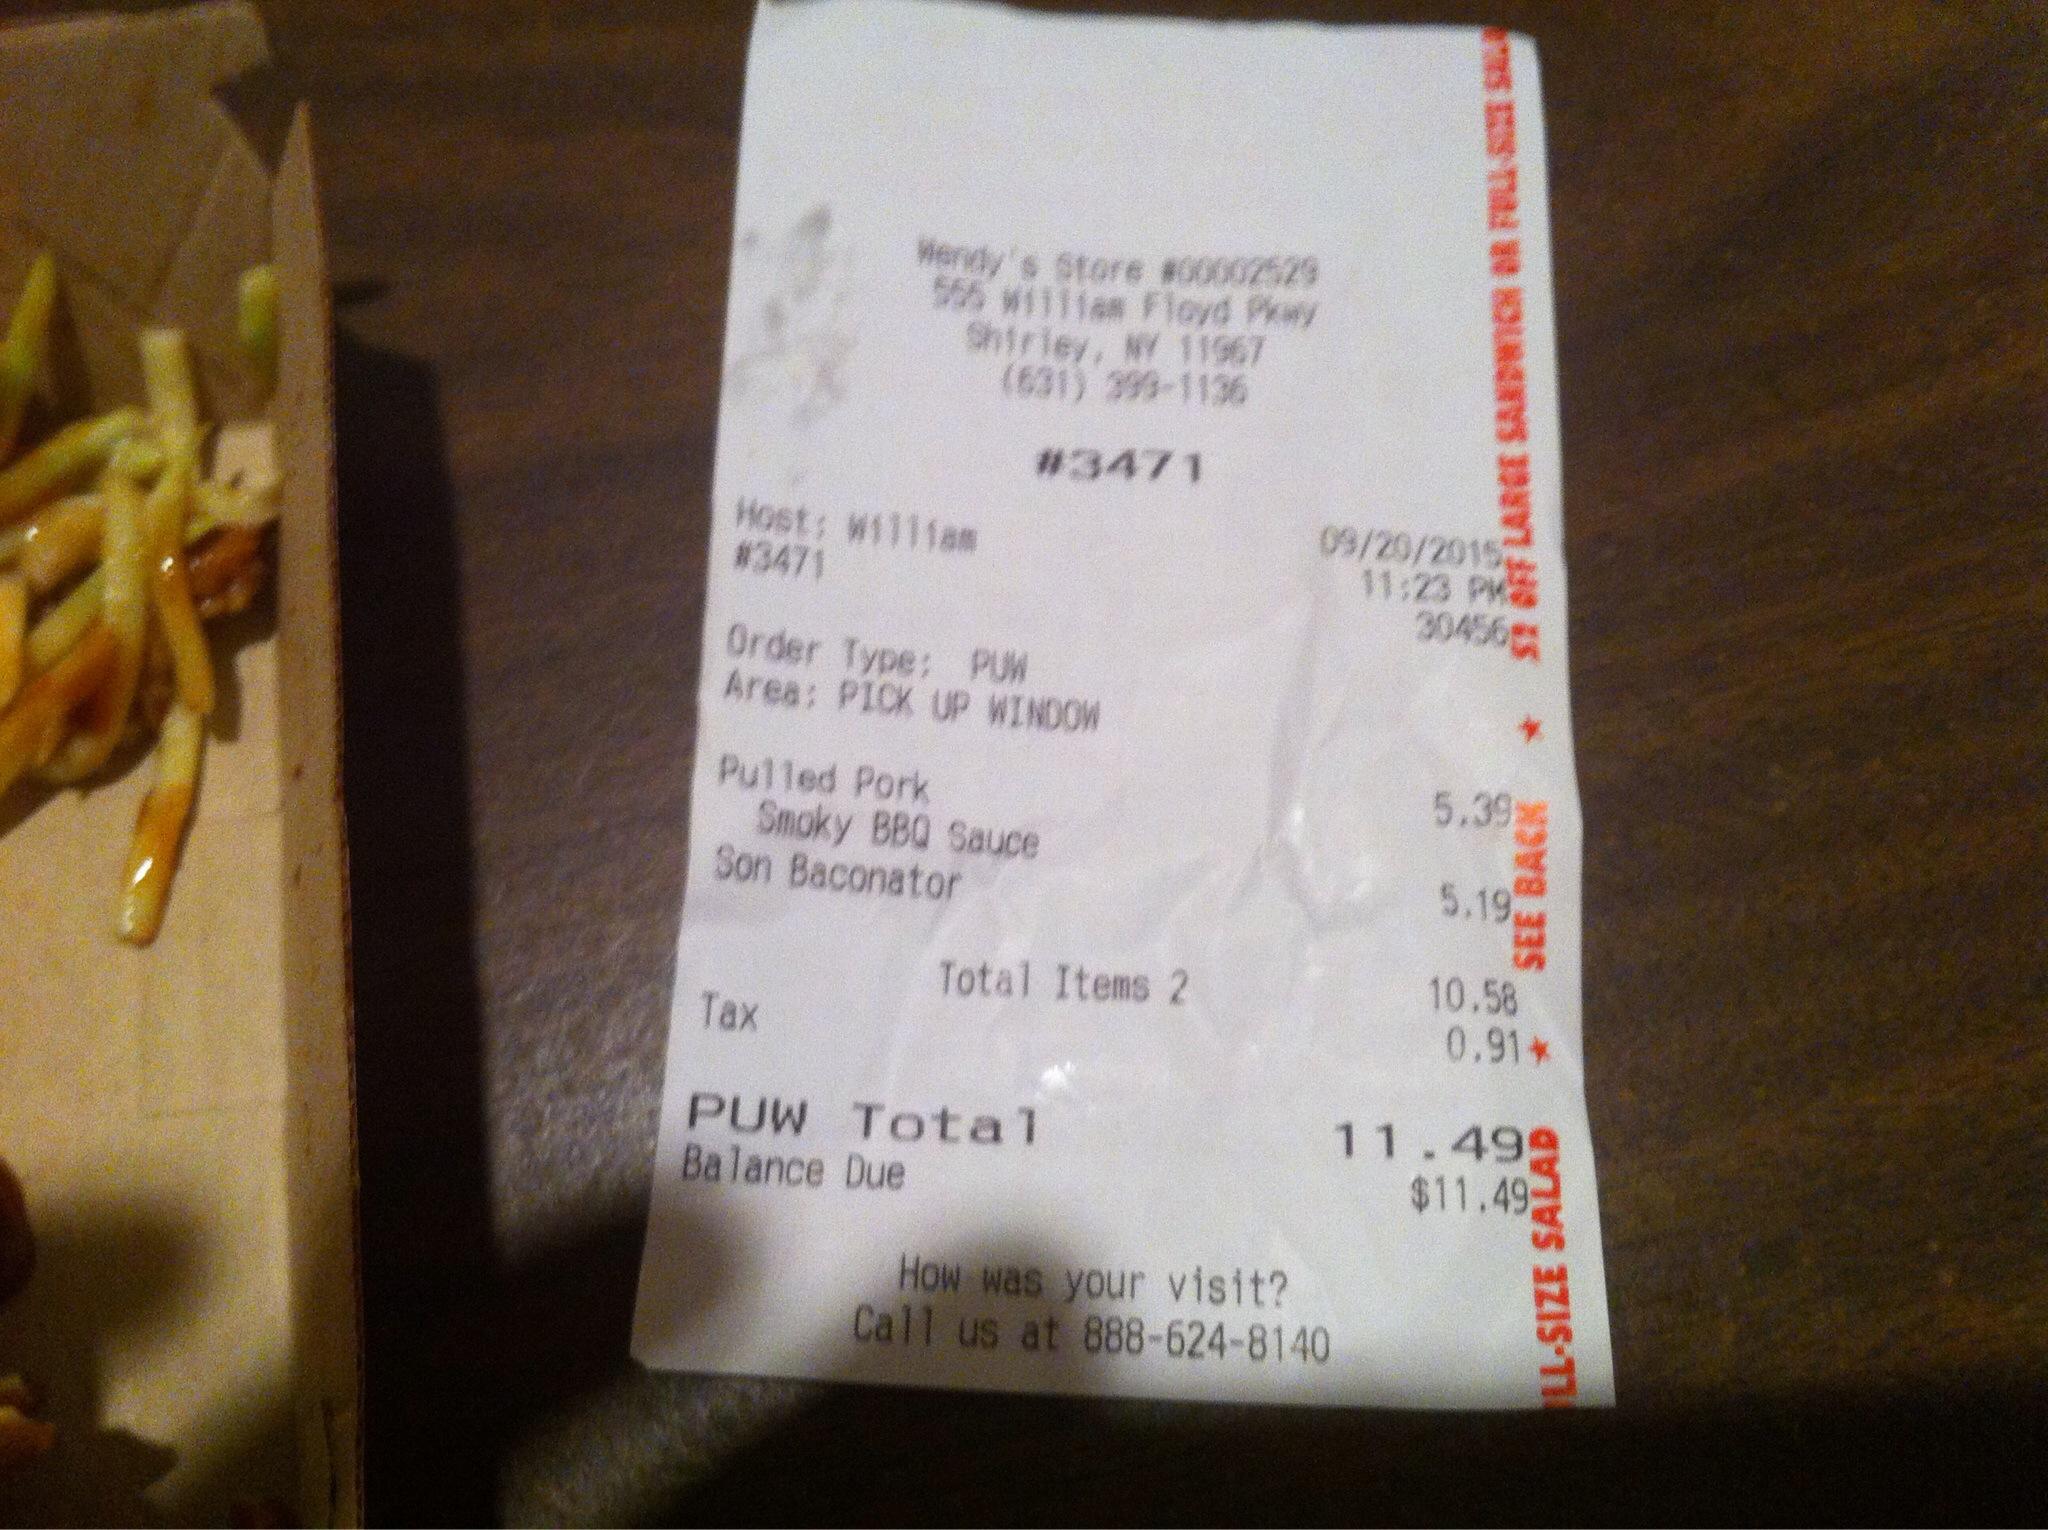 Wendy's Store #00002529
555 William Floyd Pkwy
Shirley, NY 11967
(631) 399-1136
#3471
Host: William 09/20/2015
#3471 11:23 PM
30456
Order Type: PUW
Area: PICK UP WINDOW
Pulled Pork 5.39
Smoky BBQ Sauce
Son Baconator 5.19
Total Items 2 10.58
Tax 0.91
PUW Total 11.49
Balance Due $11.49
How was your visit?
Call us at 888-624-8140
ILL-SIZE SALAD ★ SEE BACK ★ $2 OFF LARGE SANDWICH OR FULL-SIZE SALA